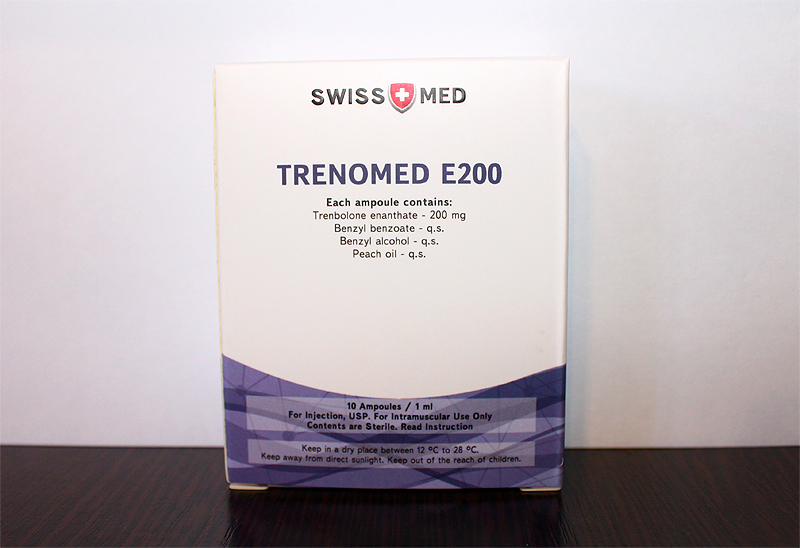 SWISS MED
TRENOMED E200
Each ampoule contains:
Trenbolone enanthate - 200 mg
Benzyl benzoate - q.s.
Benzyl alcohol - q.s.
Peach oil - q.s.
10 Ampoules / 1 ml
For Injection, USP. For Intramuscular Use Only
Contents are Sterile. Read Instruction
Keep in a dry place between 12 ºC to 28 ºC.
Keep away from direct sunlight. Keep out of the reach of children.